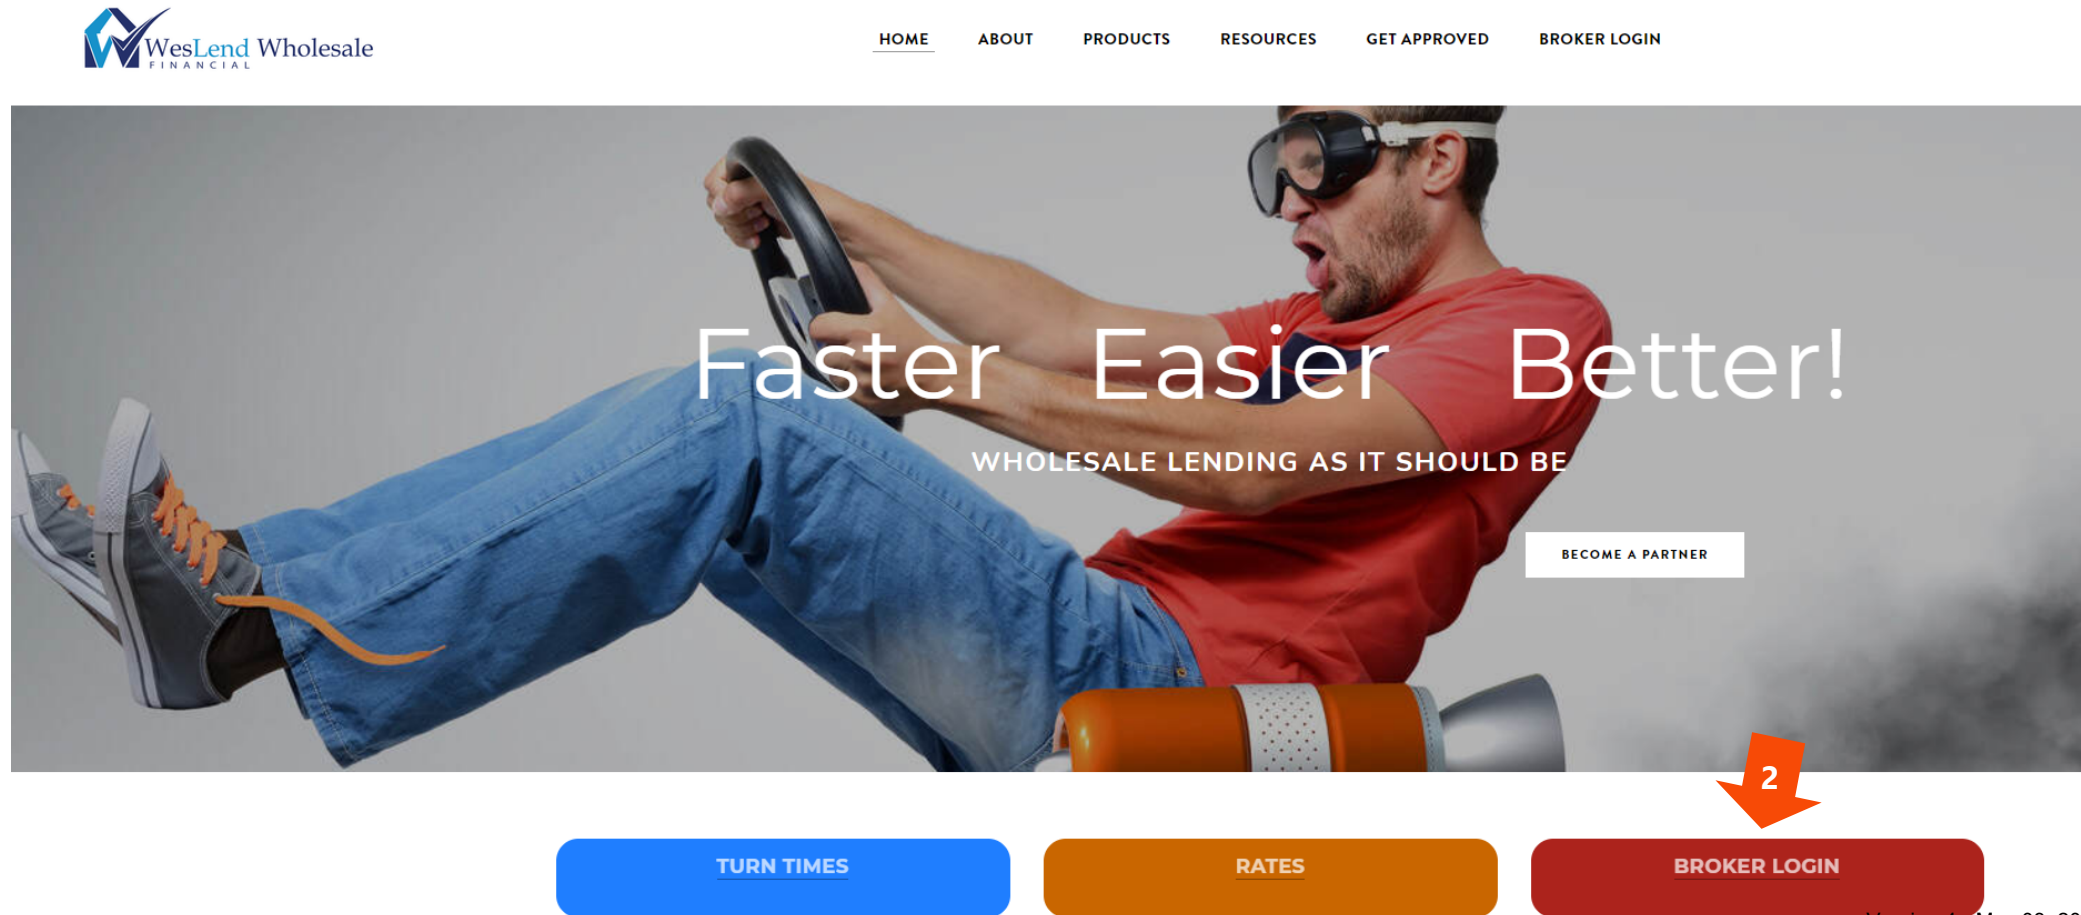 WesLend Wholesale
FINANCIAL
HOME ABOUT PRODUCTS RESOURCES GET APPROVED BROKER LOGIN
Faster Easier Better!
WHOLESALE LENDING AS IT SHOULD BE
BECOME A PARTNER
2
TURN TIMES RATES BROKER LOGIN